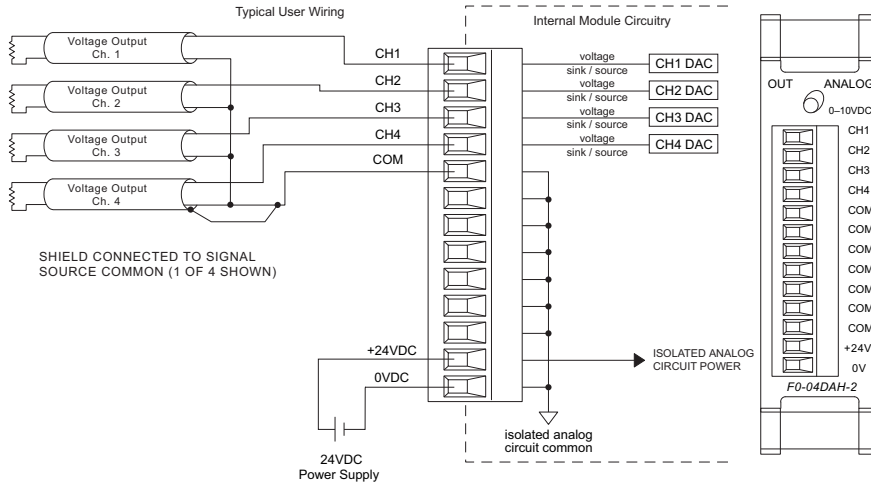 Typical User Wiring
Internal Module Circuitry
Voltage Output
Ch. 1
Voltage Output
Ch. 2
Voltage Output
Ch. 3
Voltage Output
Ch. 4
SHIELD CONNECTED TO SIGNAL
SOURCE COMMON (1 OF 4 SHOWN)
CH1
CH2
CH3
CH4
COM
+24VDC
0VDC
24VDC
Power Supply
voltage
sink / source
CH1 DAC
voltage
sink / source
CH2 DAC
voltage
sink / source
CH3 DAC
voltage
sink / source
CH4 DAC
ISOLATED ANALOG
CIRCUIT POWER
isolated analog
circuit common
OUT ANALOG
0–10VDC
CH1
CH2
CH3
CH4
COM
COM
COM
COM
COM
COM
COM
+24V
0V
F0-04DAH-2